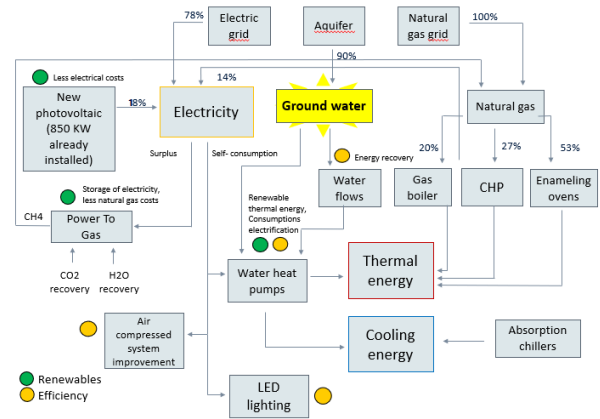 78%
Electric
grid
Aquifer
Natural
gas grid
100%
90%
Less electrical costs
14%
New
photovoltaic
(850 KW
already
installed)
18%
Electricity
Ground water
Natural gas
Surplus
Self- consumption
Energy recovery
20%
27%
53%
Storage of electricity,
less natural gas costs
Renewable
thermal energy,
Consumptions
electrification
Water
flows
Gas
boiler
CHP
Enameling
ovens
CH4
Power To
Gas
CO2
recovery
H2O
recovery
Water heat
pumps
Thermal
energy
Air
compressed
system
improvement
Cooling
energy
Absorption
chillers
Renewables
Efficiency
LED
lighting